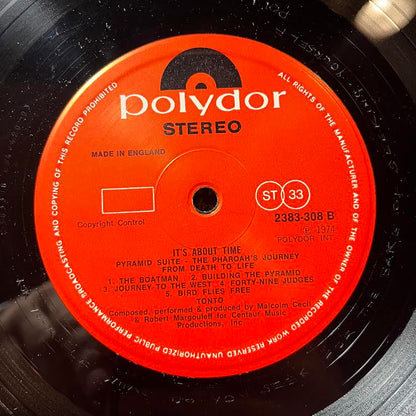 polydor
STEREO
MADE IN ENGLAND
ST 33
2383-308 B
Copyright Control
℗ 1974
POLYDOR INT.
IT'S ABOUT TIME
PYRAMID SUITE - THE PHAROAH'S JOURNEY
FROM DEATH TO LIFE
1. THE BOATMAN 2. BUILDING THE PYRAMID
3. JOURNEY TO THE WEST 4. FORTY-NINE JUDGES
5. BIRD FLIES FREE
TONTO
Composed, performed & produced by Malcolm Cecil
& Robert Margouleff for Centaur Music
Productions, Inc
ALL RIGHTS OF THE MANUFACTURER AND OF THE OWNER OF THE RECORDED WORK RESERVED UNAUTHORIZED PUBLIC PERFORMANCE BROADCASTING AND COPYING OF THIS RECORD PROHIBITED